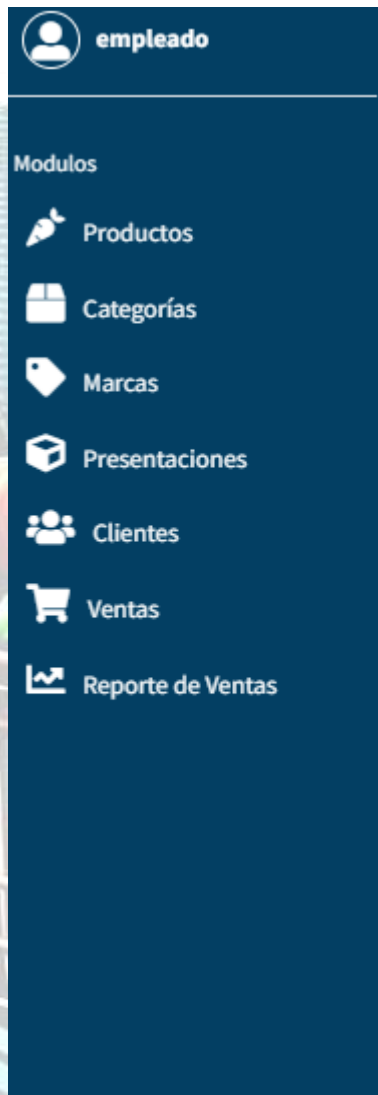 empleado
Modulos
Productos
Categorías
Marcas
Presentaciones
Clientes
Ventas
Reporte de Ventas